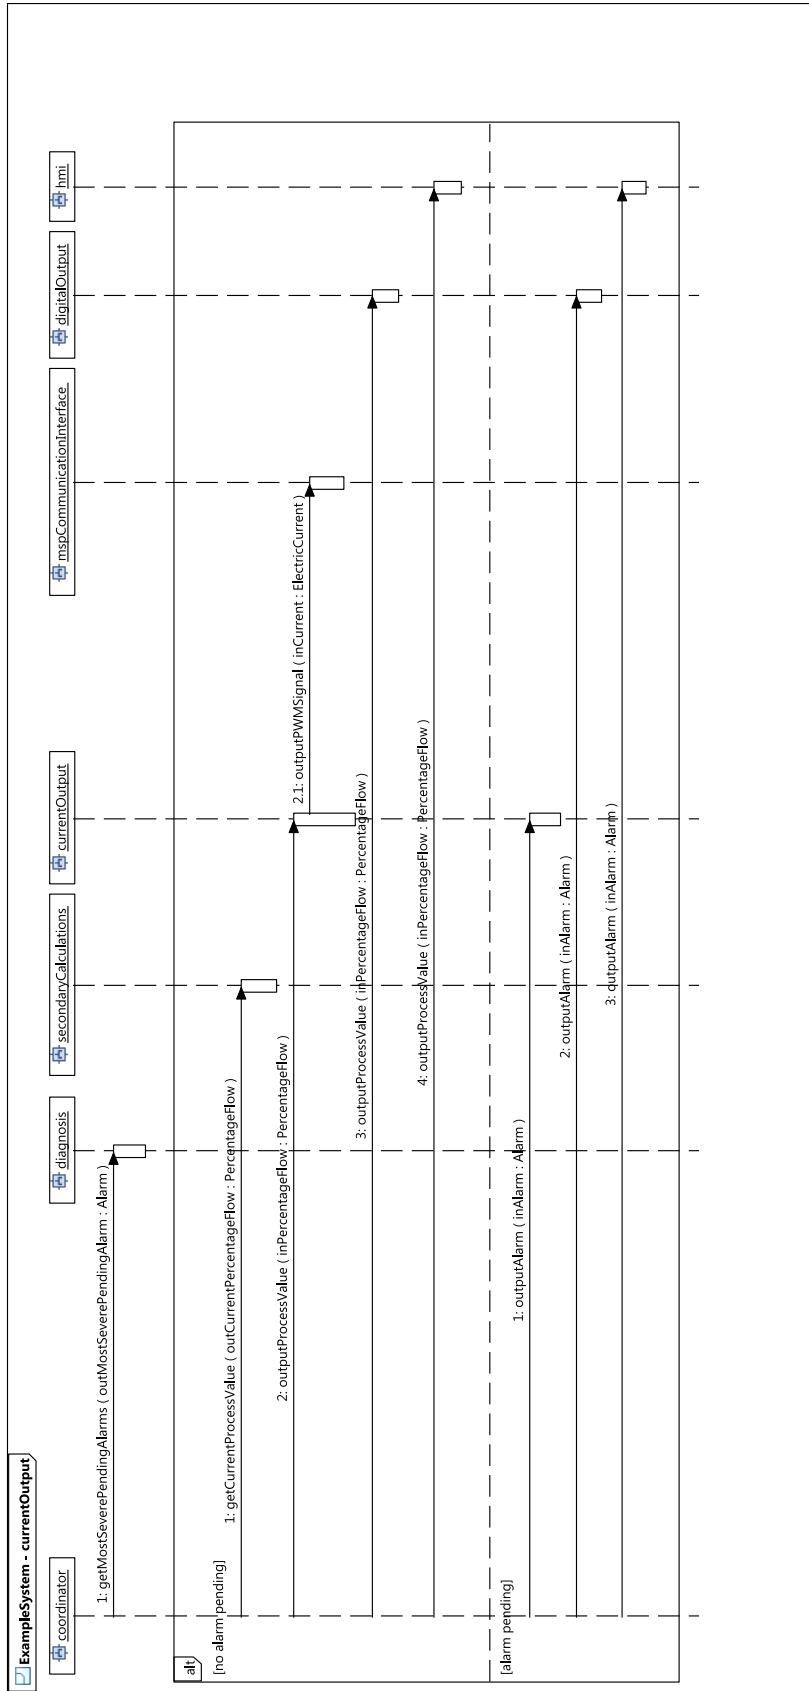 ExampleSystem - currentOutput
coordinator
diagnosis
secondaryCalculations
currentOutput
mspCommunicationInterface
digitalOutput
hmi
1: getMostSeverePendingAlarms ( outMostSeverePendingAlarm : Alarm )
alt
[no alarm pending]
1: getCurrentProcessValue ( outCurrentPercentageFlow : PercentageFlow )
2: outputProcessValue ( inPercentageFlow : PercentageFlow )
2.1: outputPWMSignal ( inCurrent : ElectricCurrent )
3: outputProcessValue ( inPercentageFlow : PercentageFlow )
4: outputProcessValue ( inPercentageFlow : PercentageFlow )
[alarm pending]
1: outputAlarm ( inAlarm : Alarm )
2: outputAlarm ( inAlarm : Alarm )
3: outputAlarm ( inAlarm : Alarm )